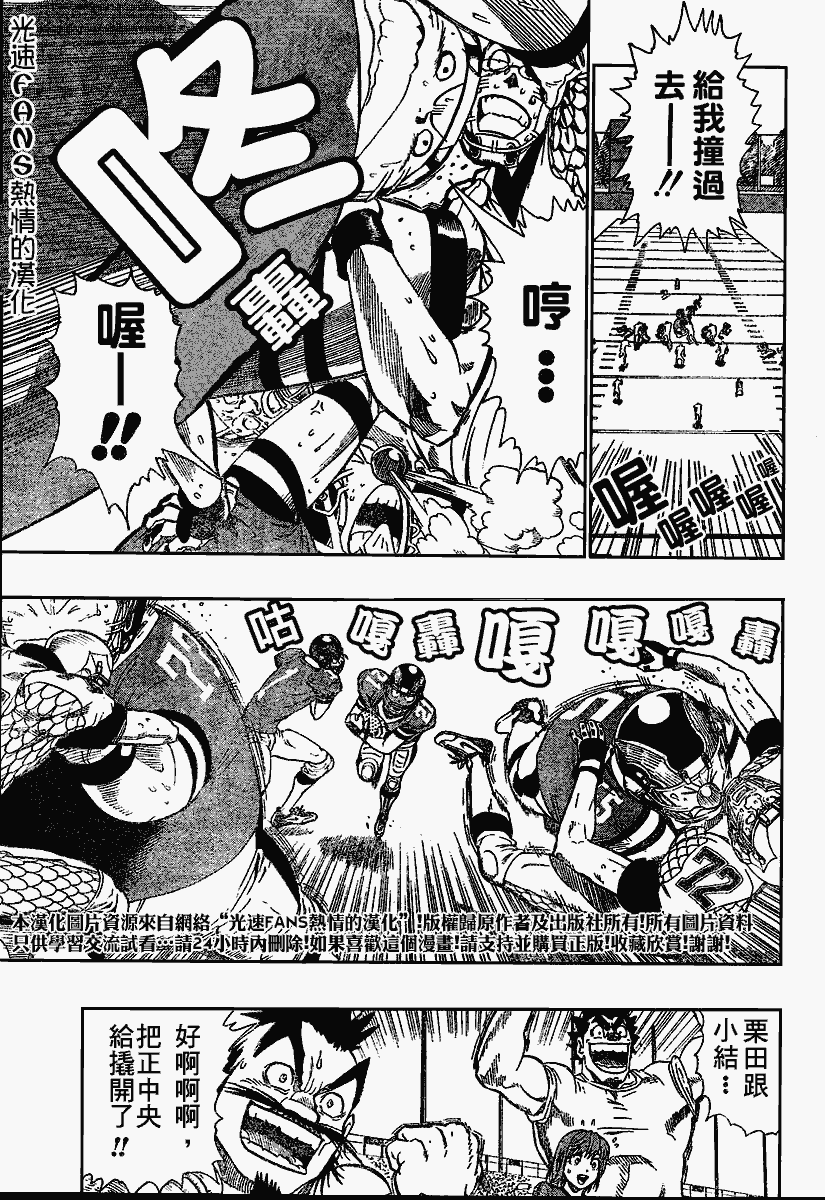 給我撞過
去——!!
喔
喔
喔
喔
喔
哼…
咚
轟
喔—!!
光速FANS熱情的漢化
轟
嘎
嘎
嘎
轟
嘎
咕
77
7
75
72
本漢化圖片資源來自網絡“光速FANS熱情的漢化”!版權歸原作者及出版社所有!所有圖片資料
只供學習交流試看…請24小時內刪除!如果喜歡這個漫畫!請支持並購買正版!收藏欣賞!謝謝!
栗田跟
小結…
好啊啊啊,
把正中央
給撬開了!!